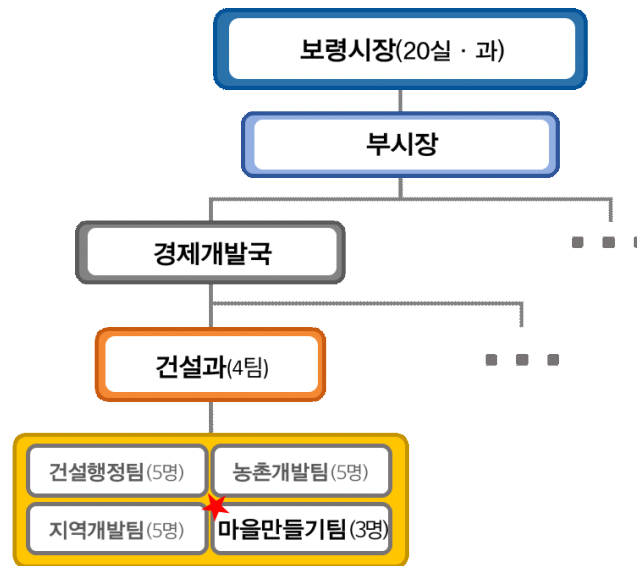 보령시장(20실 · 과)
부시장
경제개발국
건설과(4팀)
건설행정팀(5명) 농촌개발팀(5명)
지역개발팀(5명) 마을만들기팀(3명)